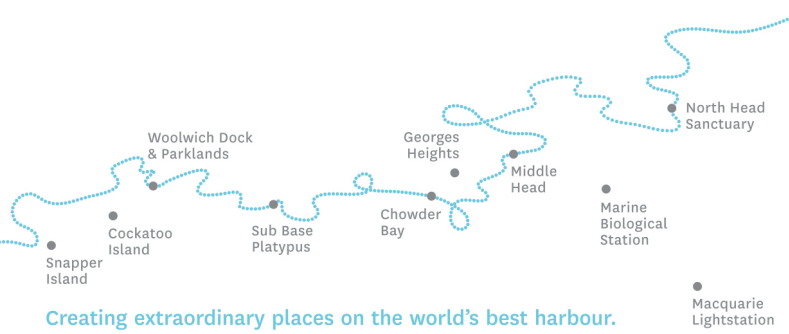 North Head
Sanctuary
Woolwich Dock
& Parklands
Georges
Heights
Middle
Head
Marine
Biological
Station
Chowder
Bay
Sub Base
Platypus
Cockatoo
Island
Snapper
Island
Macquarie
Lightstation
Creating extraordinary places on the world’s best harbour.